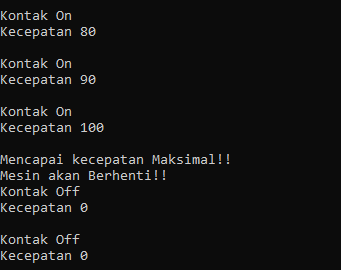 Kontak On
Kecepatan 80
Kontak On
Kecepatan 90
Kontak On
Kecepatan 100
Mencapai kecepatan Maksimal!!
Mesin akan Berhenti!!
Kontak Off
Kecepatan 0
Kontak Off
Kecepatan 0